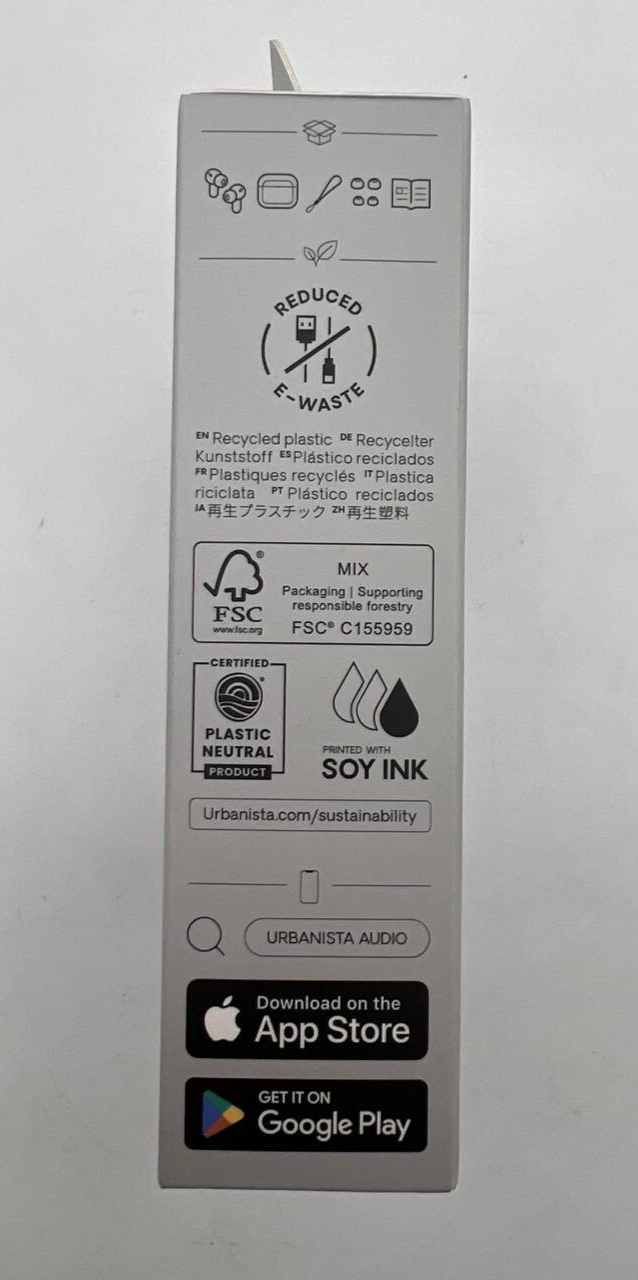 REDUCED
E-WASTE
EN Recycled plastic DE Recycelter
Kunststoff ES Plástico reciclados
FR Plastiques recyclés IT Plastica
riciclata PT Plástico reciclados
JA 再生プラスチック ZH 再生塑料
FSC®
www.fsc.org
MIX
Packaging | Supporting
responsible forestry
FSC® C155959
CERTIFIED
PLASTIC
NEUTRAL
PRODUCT
PRINTED WITH
SOY INK
Urbanista.com/sustainability
URBANISTA AUDIO
Download on the
App Store
GET IT ON
Google Play